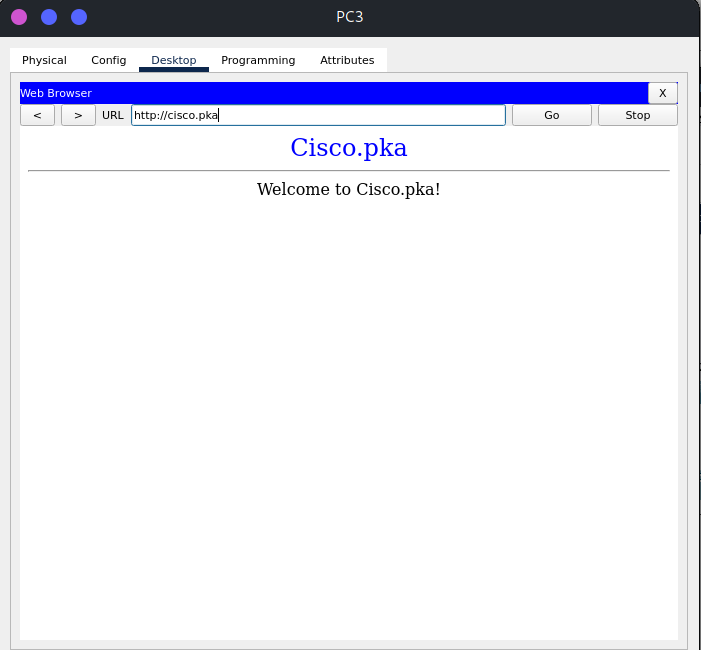 PC3
Physical Config Desktop Programming Attributes
Web Browser X
< > URL http://cisco.pka Go Stop
Cisco.pka
Welcome to Cisco.pka!